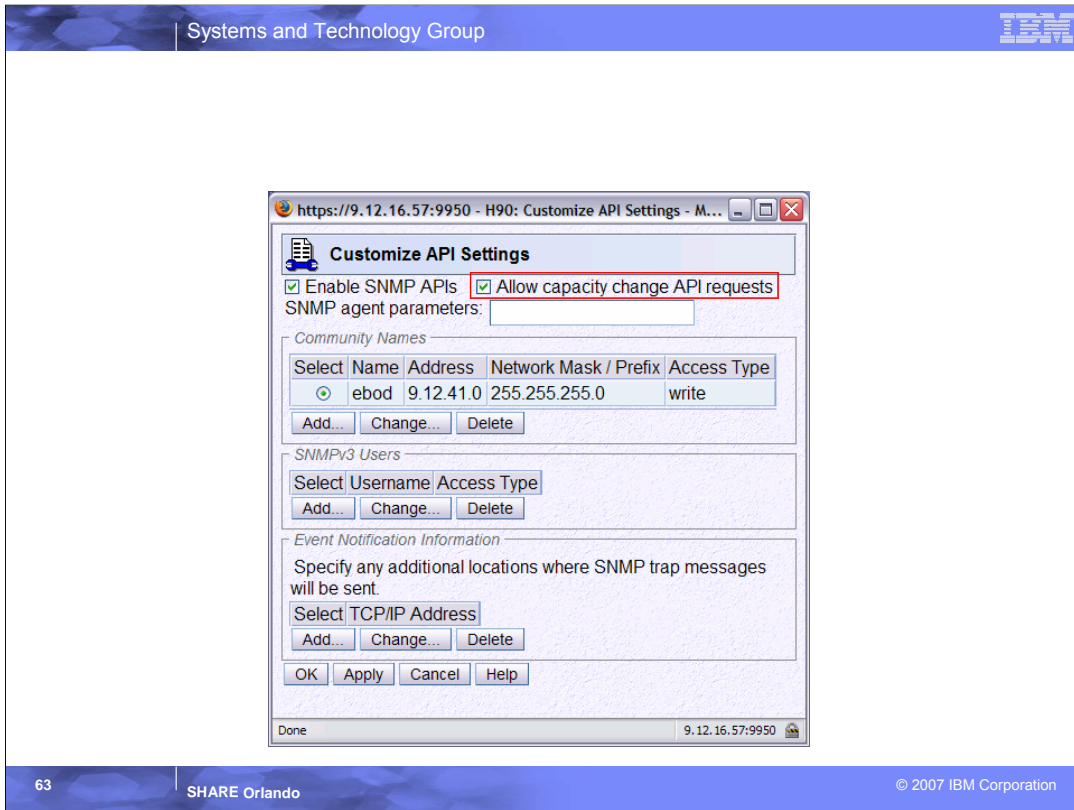 Systems and Technology Group
IBM
https://9.12.16.57:9950 - H90: Customize API Settings - M...
Customize API Settings
Enable SNMP APIs Allow capacity change API requests
SNMP agent parameters:
Community Names
Select Name Address Network Mask / Prefix Access Type
ebod 9.12.41.0 255.255.255.0 write
Add... Change... Delete
SNMPv3 Users
Select Username Access Type
Add... Change... Delete
Event Notification Information
Specify any additional locations where SNMP trap messages
will be sent.
Select TCP/IP Address
Add... Change... Delete
OK Apply Cancel Help
Done 9.12.16.57:9950
63 SHARE Orlando © 2007 IBM Corporation